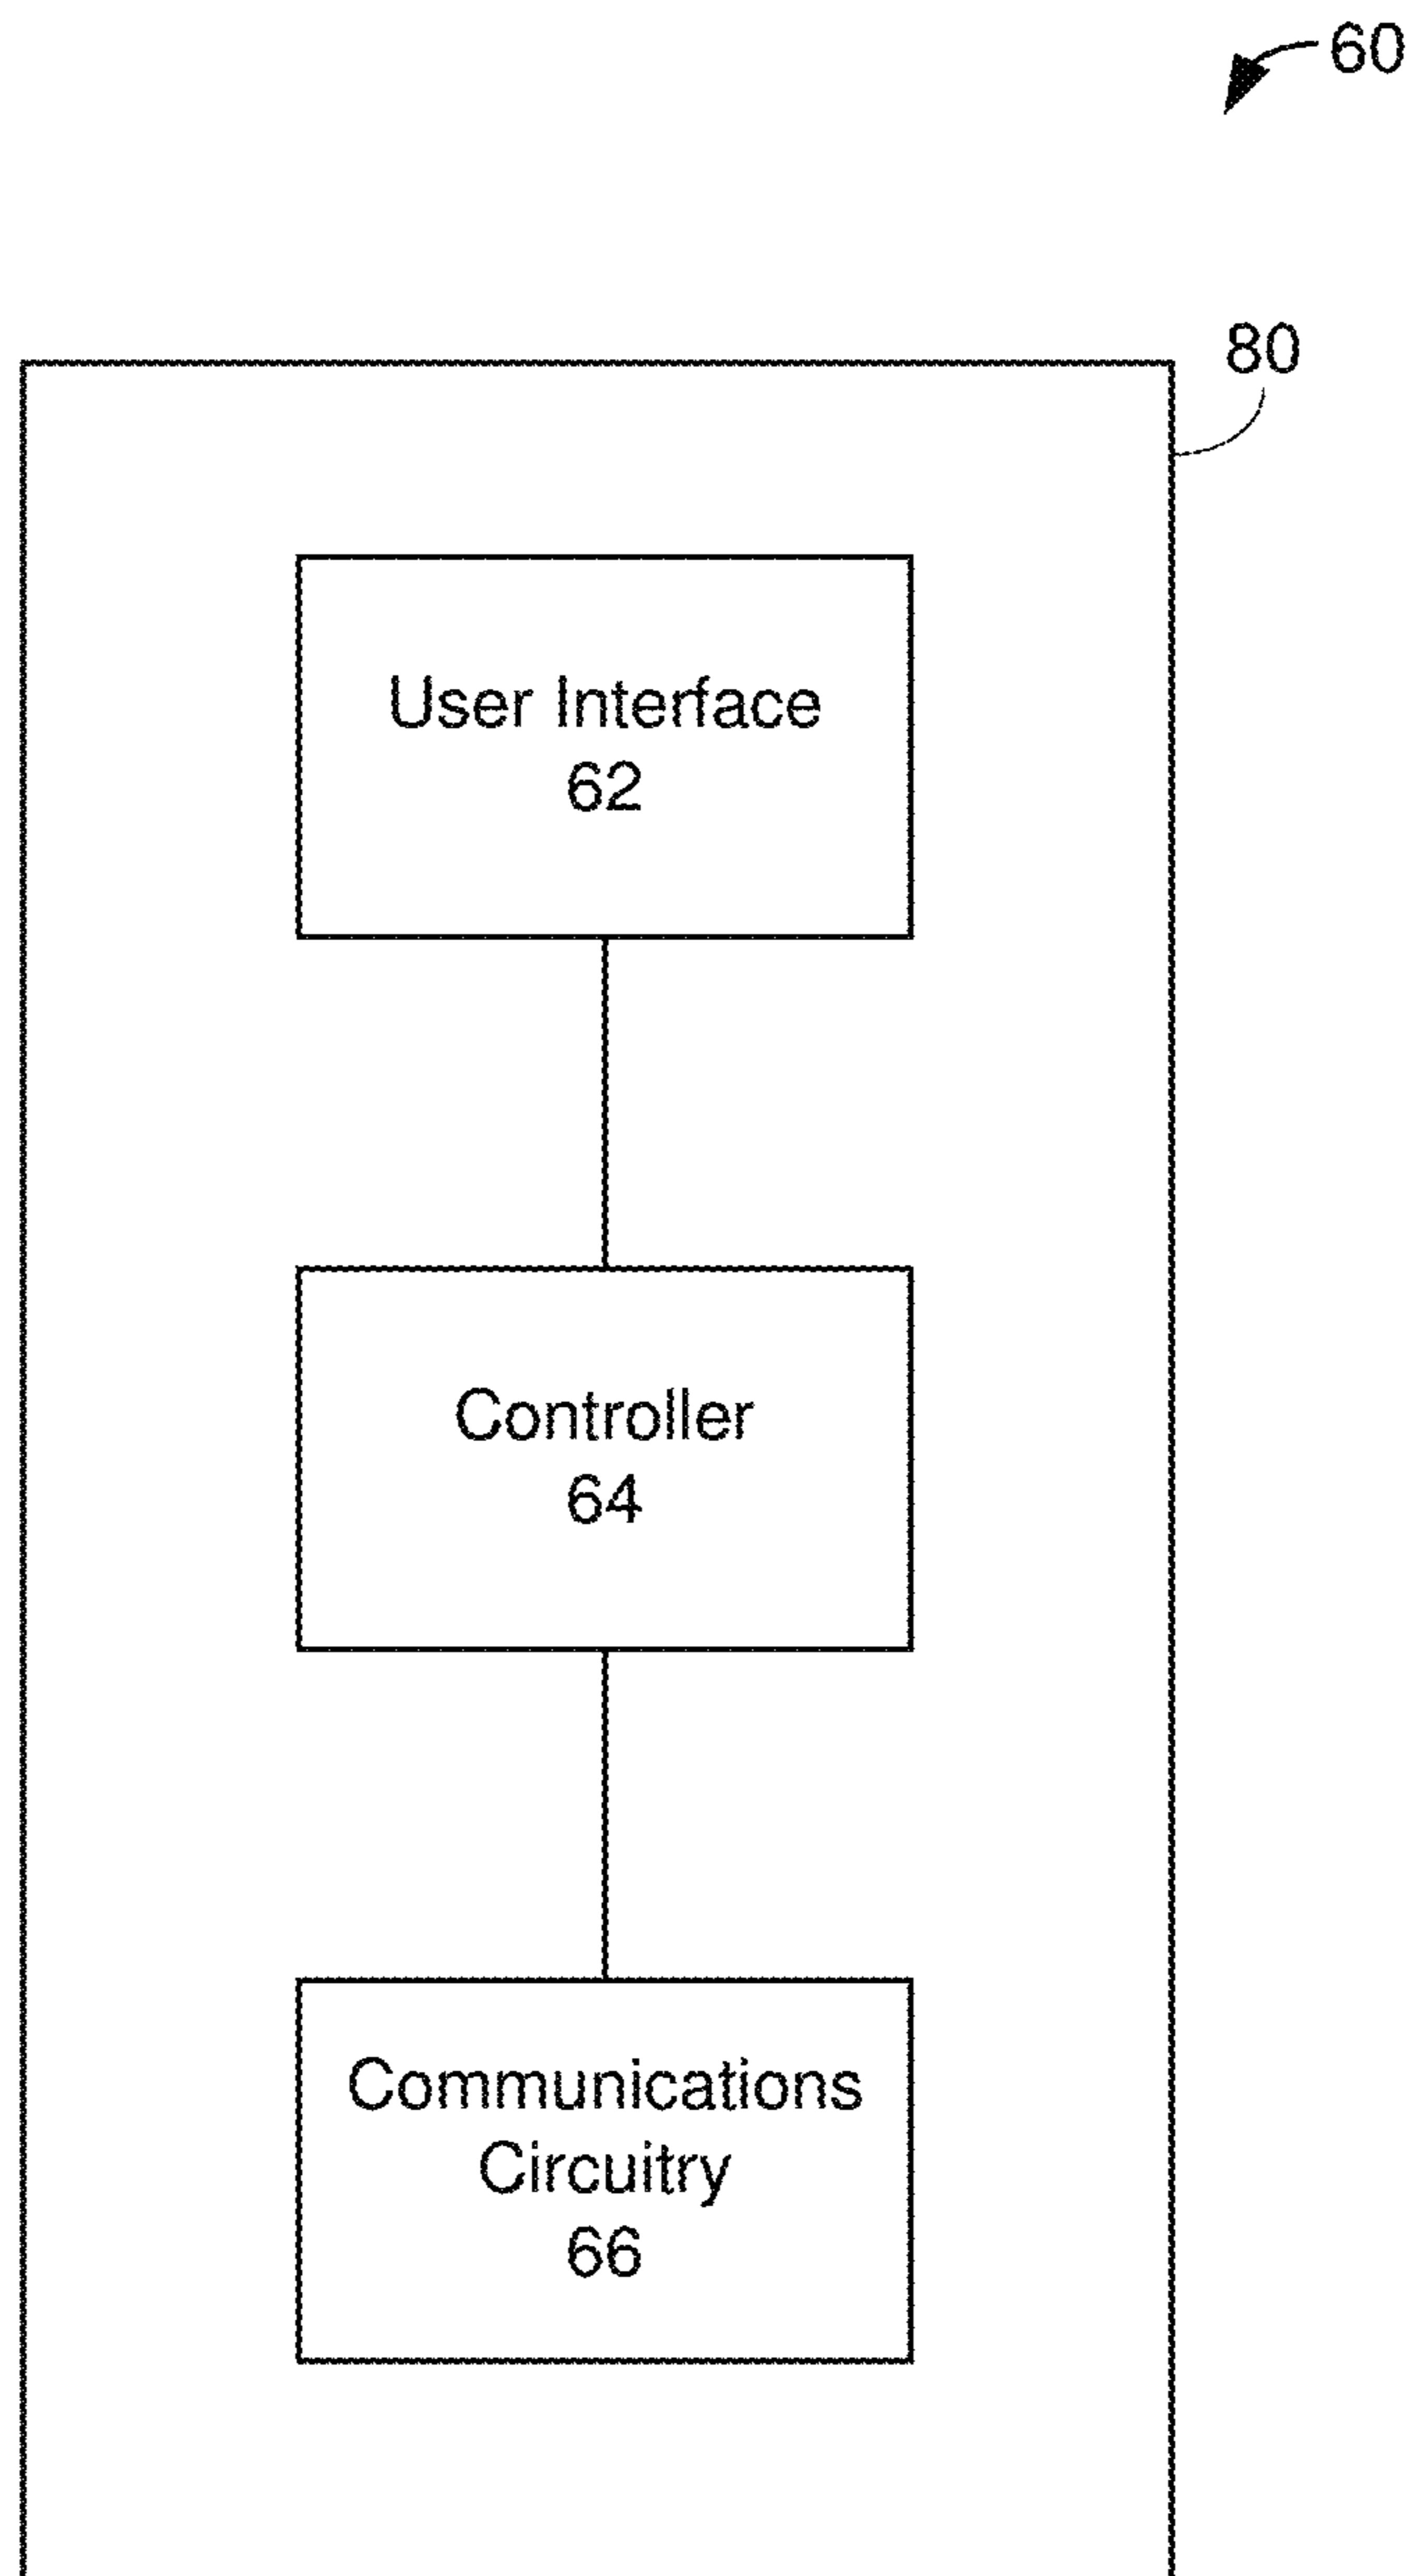 60
80
User Interface
62
Controller
64
Communications
Circuitry
66